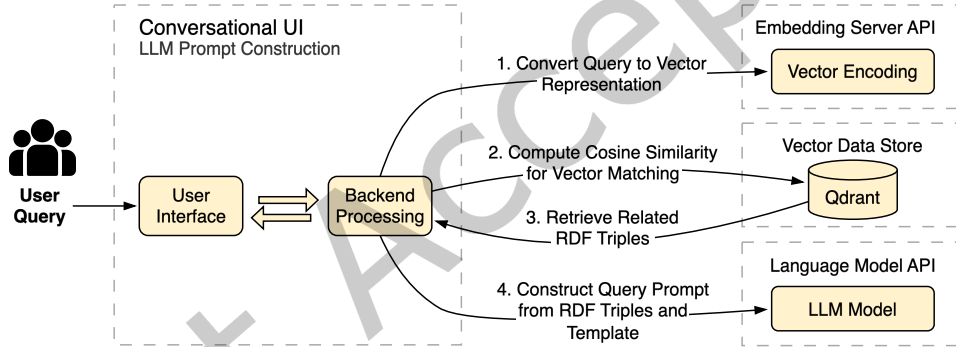 Conversational UI
LLM Prompt Construction
User
Query
User
Interface
Backend
Processing
1. Convert Query to Vector
Representation
2. Compute Cosine Similarity
for Vector Matching
3. Retrieve Related
RDF Triples
4. Construct Query Prompt
from RDF Triples and
Template
Embedding Server API
Vector Encoding
Vector Data Store
Qdrant
Language Model API
LLM Model